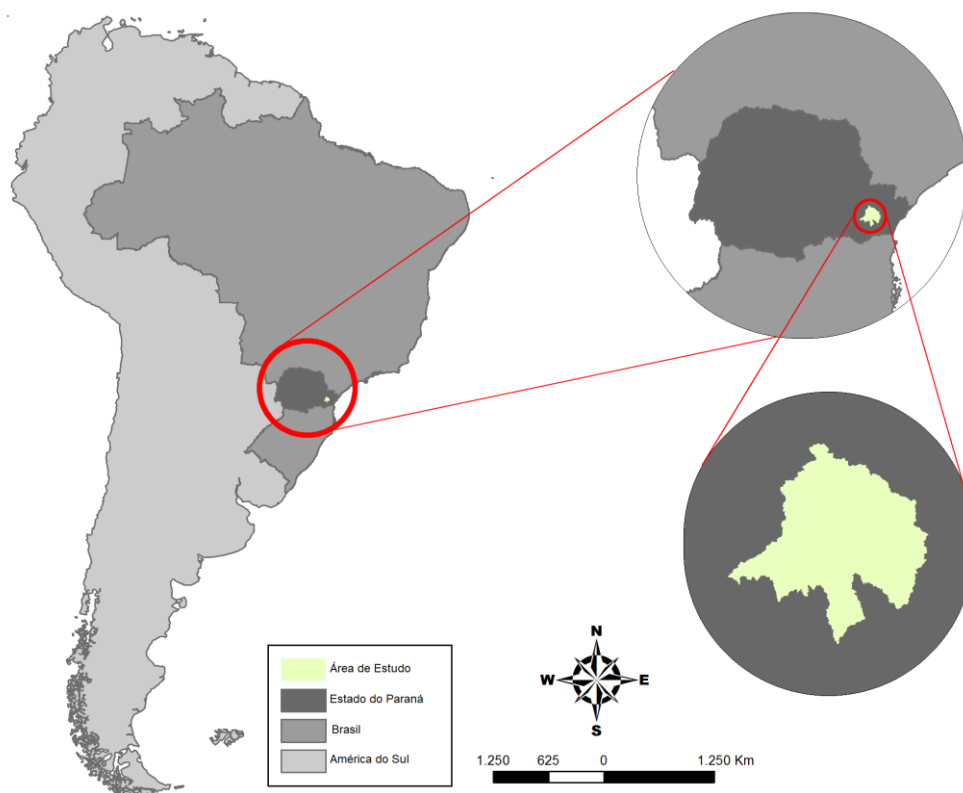 Área de Estudo
Estado do Paraná
Brasil
América do Sul
N
W E
S
1.250 625 0 1.250 Km